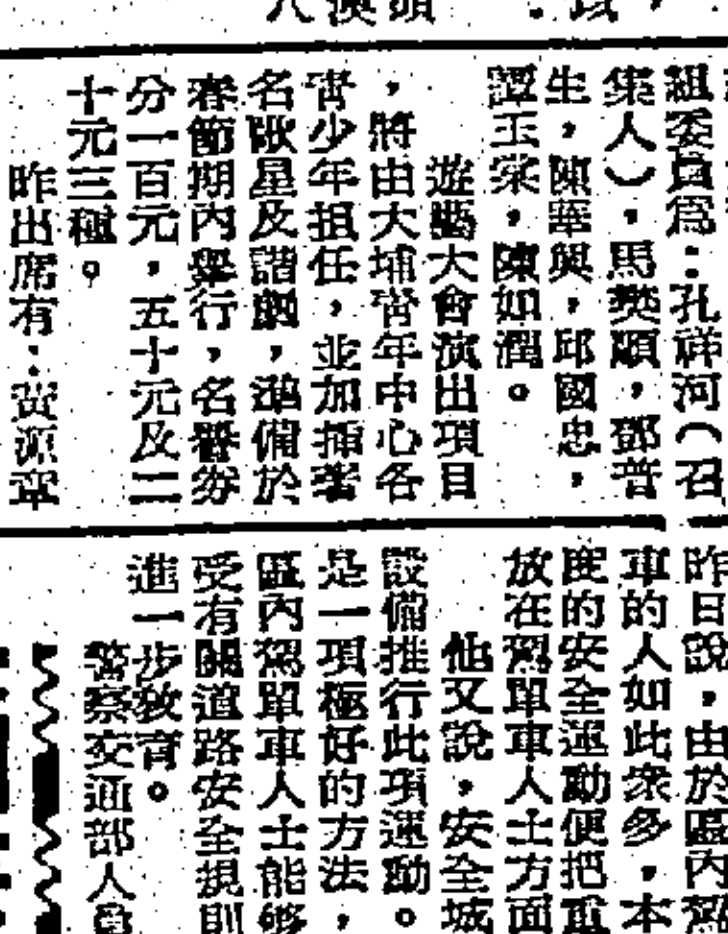 組委員爲：孔祥河（召
集人），馬樊順，鄧普
生，陳華興，邱國忠，
譚玉棠，陳如潤。
遊藝大會演出項目
，將由大埔青年中心各
青少年担任，並加插著
名歌星及諧劇，準備於
春節期內舉行，名譽券
分一百元，五十元及二
十元三種。
昨出席有：黃源章
昨日說，由於區內駕
車的人如此衆多，本
度的安全運動便把重
放在駕單車人士方面
他又說，安全城
設備推行此項運動。
是一項極好的方法，
區內駕單車人士能够
受有關道路安全規則
進一步教育。
警察交通部人員